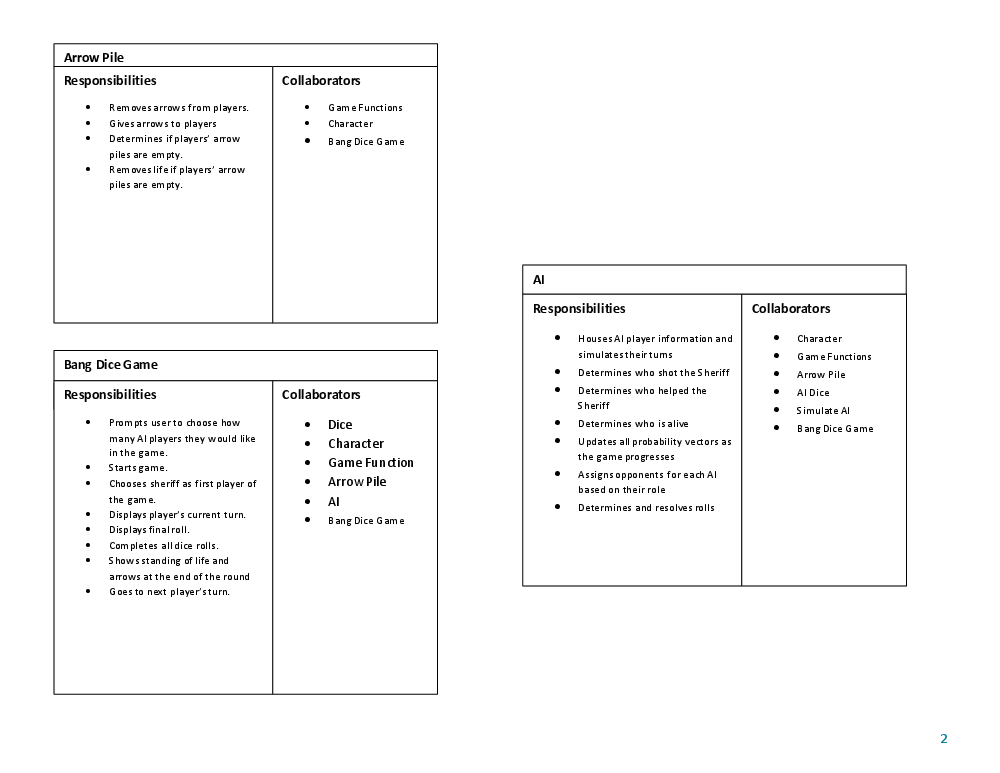 Arrow Pile
Responsibilities
Collaborators
• Removes arrows from players.
• Gives arrows to players
• Determines if players’ arrow
piles are empty.
• Removes life if players’ arrow
piles are empty.
• Game Functions
• Character
• Bang Dice Game
Bang Dice Game
Responsibilities
Collaborators
• Prompts user to choose how
many AI players they would like
in the game.
• Starts game.
• Chooses sheriff as first player of
the game.
• Displays player’s current turn.
• Displays final roll.
• Completes all dice rolls.
• Shows standing of life and
arrows at the end of the round
• Goes to next player’s turn.
• Dice
• Character
• Game Function
• Arrow Pile
• AI
• Bang Dice Game
AI
Responsibilities
Collaborators
• Houses AI player information and
simulates their turns
• Determines who shot the Sheriff
• Determines who helped the
Sheriff
• Determines who is alive
• Updates all probability vectors as
the game progresses
• Assigns opponents for each AI
based on their role
• Determines and resolves rolls
• Character
• Game Functions
• Arrow Pile
• AI Dice
• Simulate AI
• Bang Dice Game
2